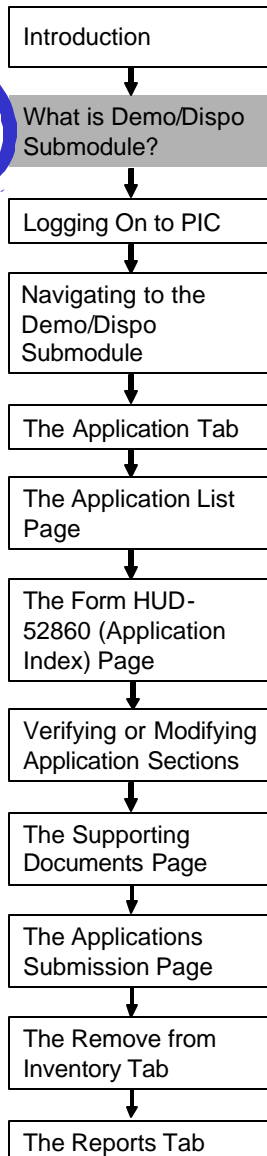 Introduction
What is Demo/Dispo
Submodule?
Logging On to PIC
Navigating to the
Demo/Dispo
Submodule
The Application Tab
The Application List
Page
The Form HUD-
52860 (Application
Index) Page
Verifying or Modifying
Application Sections
The Supporting
Documents Page
The Applications
Submission Page
The Remove from
Inventory Tab
The Reports Tab